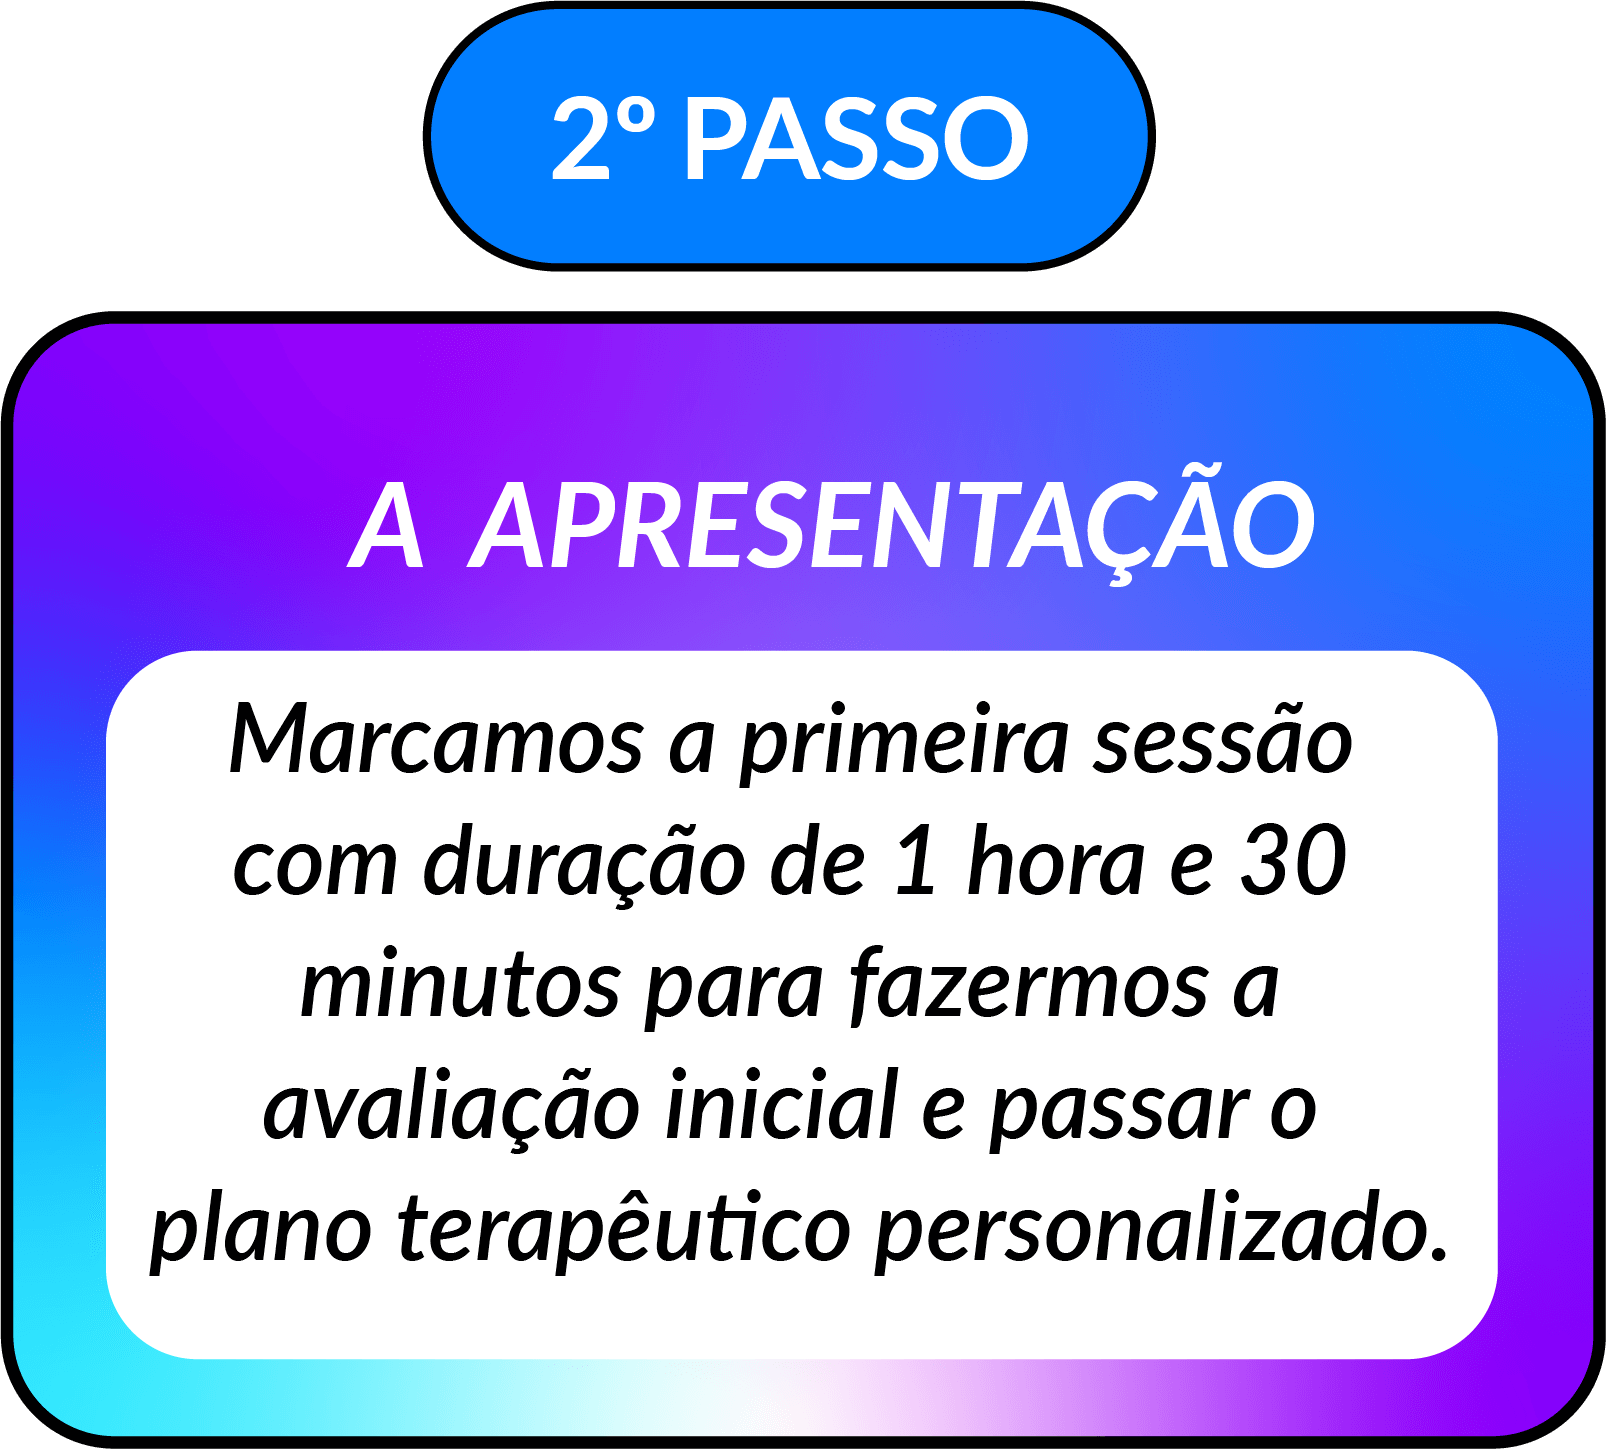 2º PASSO
A APRESENTAÇÃO
Marcamos a primeira sessão
com duração de 1 hora e 30
minutos para fazermos a
avaliação inicial e passar o
plano terapêutico personalizado.